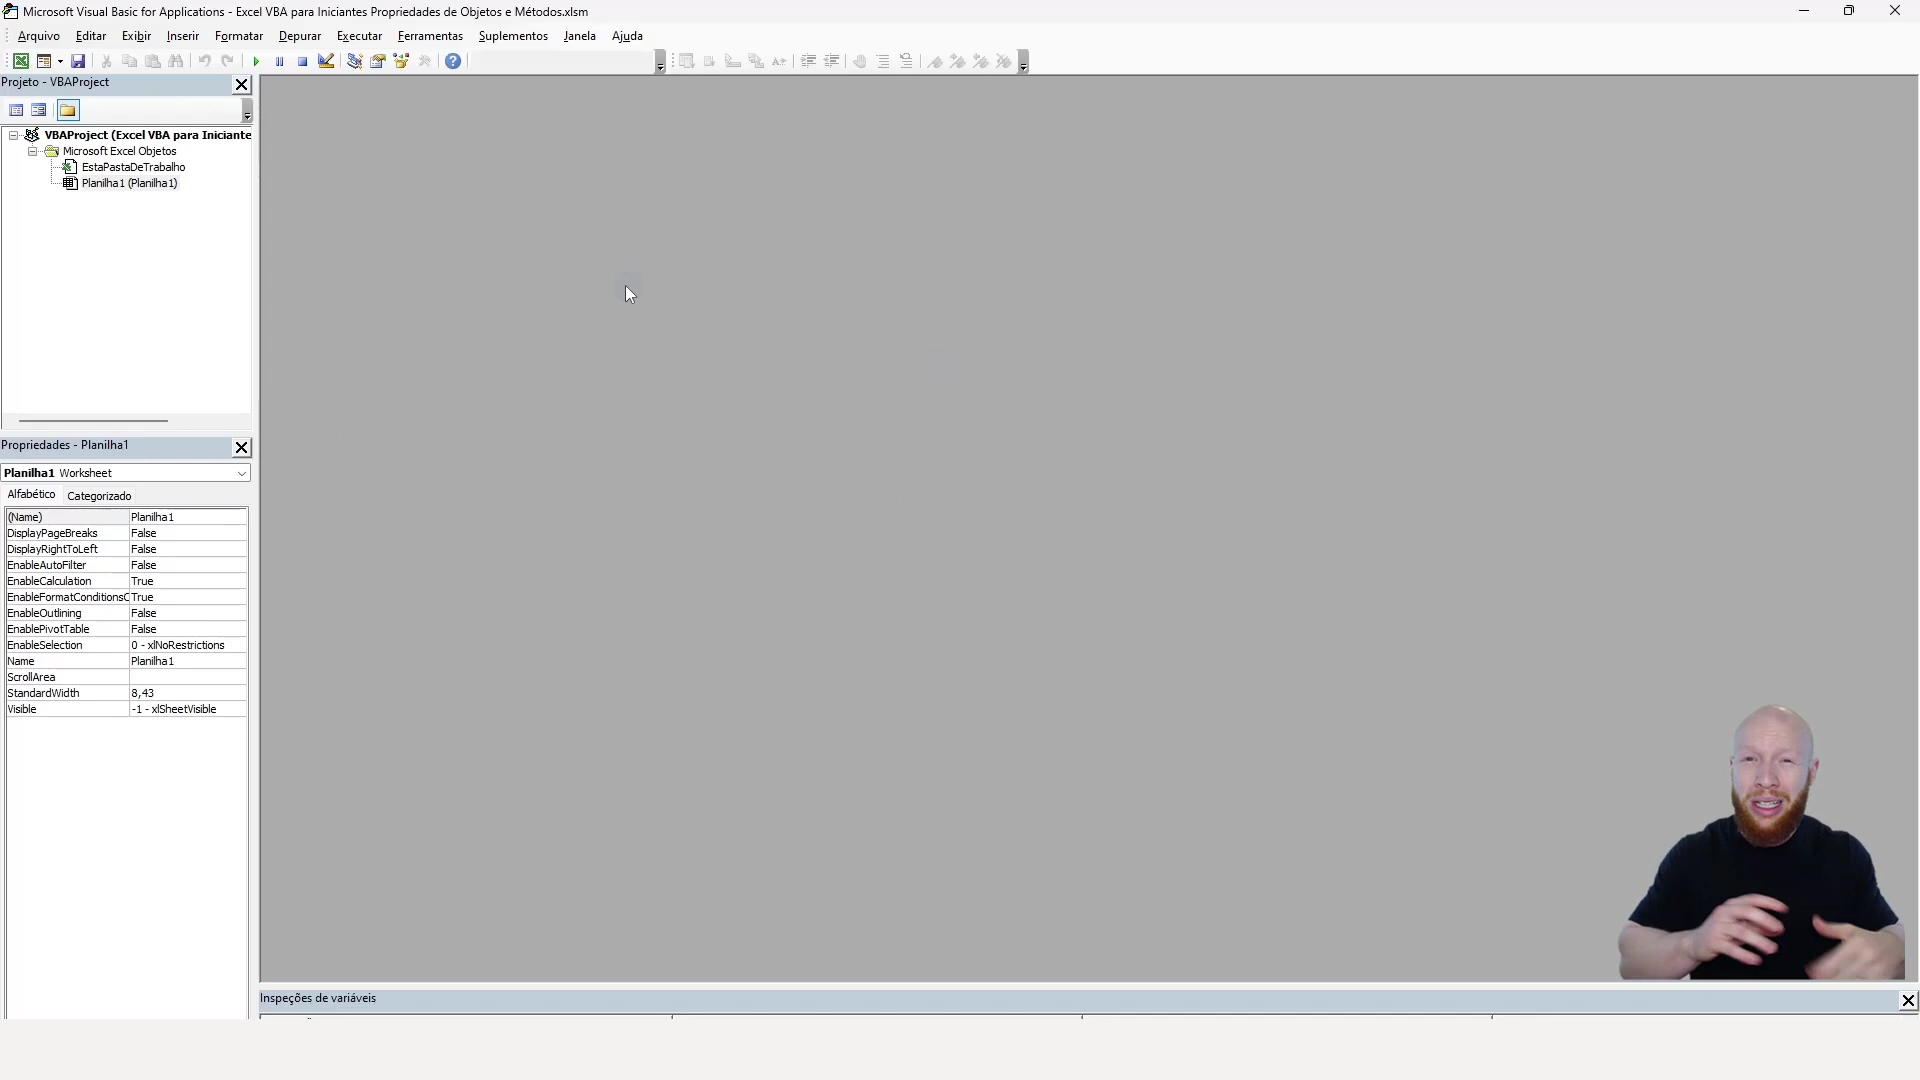 Microsoft Visual Basic for Applications - Excel VBA para Iniciantes Propriedades de Objetos e Métodos.xlsm
Arquivo Editar Exibir Inserir Formatar Depurar Executar Ferramentas Suplementos Janela Ajuda
Projeto - VBAProject
VBAProject (Excel VBA para Iniciante
Microsoft Excel Objetos
EstaPastaDeTrabalho
Planilha1 (Planilha1)
Propriedades - Planilha1
Planilha1 Worksheet
Alfabético Categorizado
(Name) Planilha1
DisplayPageBreaks False
DisplayRightToLeft False
EnableAutoFilter False
EnableCalculation True
EnableFormatConditionsC True
EnableOutlining False
EnablePivotTable False
EnableSelection 0 - xlNoRestrictions
Name Planilha1
ScrollArea
StandardWidth 8,43
Visible -1 - xlSheetVisible
Inspeções de variáveis